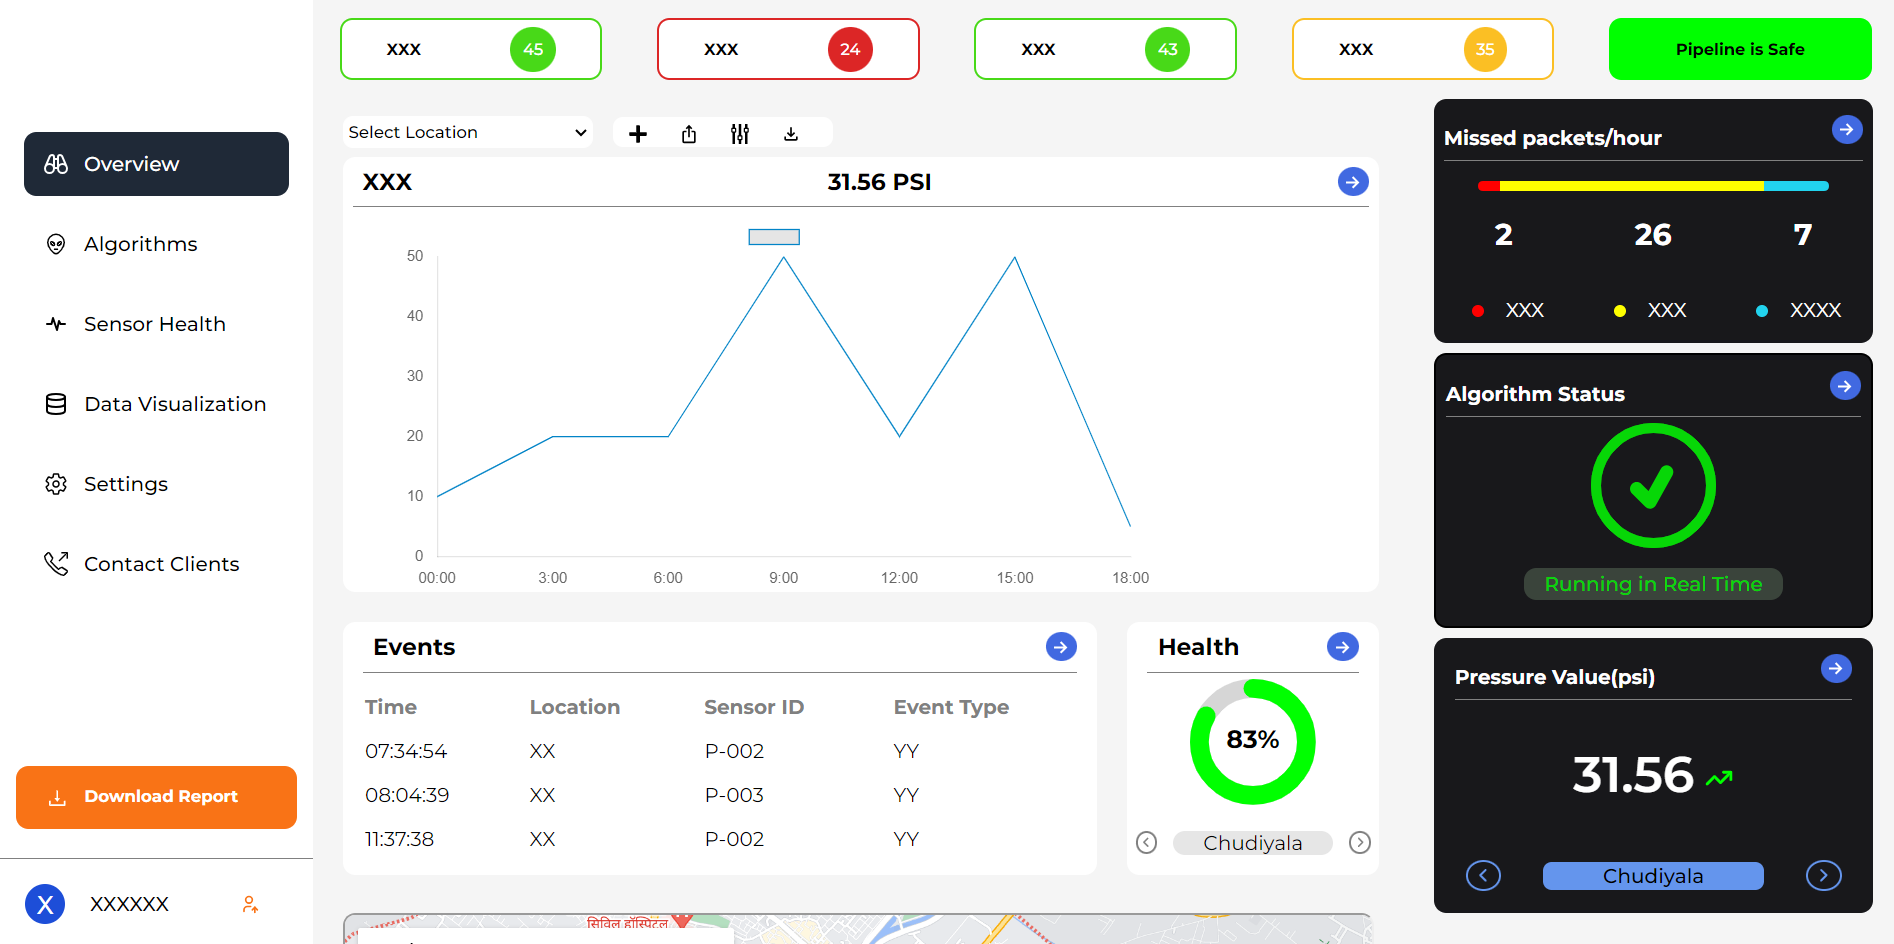 Overview
Algorithms
Sensor Health
Data Visualization
Settings
Contact Clients
Download Report
X XXXXXX
XXX 45
XXX 24
XXX 43
XXX 35
Pipeline is Safe
Select Location
XXX 31.56 PSI
50
40
30
20
10
0
00:00 3:00 6:00 9:00 12:00 15:00 18:00
Events
Time Location Sensor ID Event Type
07:34:54 XX P-002 YY
08:04:39 XX P-003 YY
11:37:38 XX P-002 YY
Health
83%
Chudiyala
सिविल हॉस्पिटल
Missed packets/hour
2 26 7
XXX XXX XXXX
Algorithm Status
Running in Real Time
Pressure Value(psi)
31.56
Chudiyala